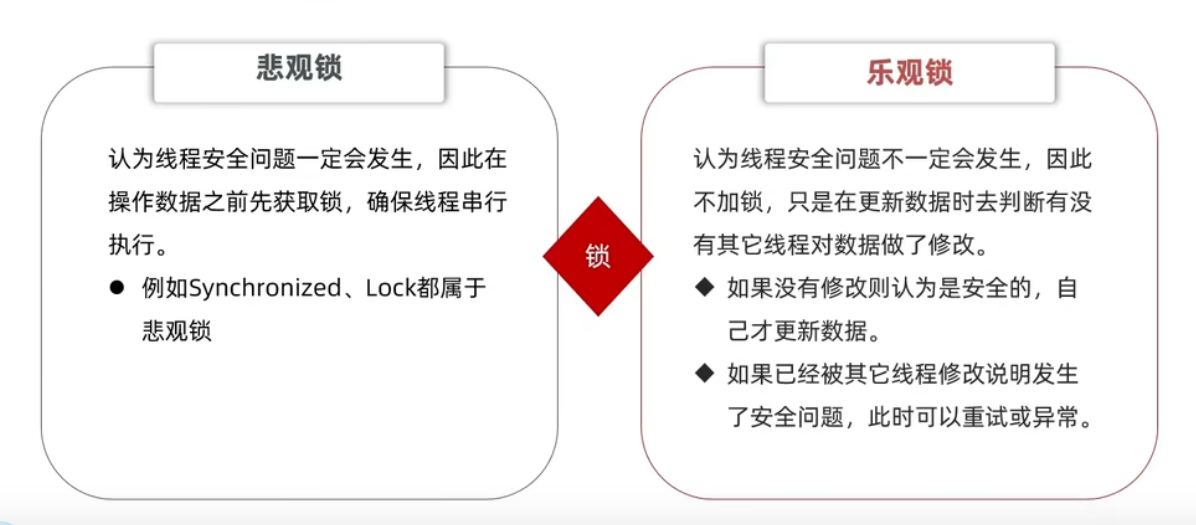 悲观锁
认为线程安全问题一定会发生，因此在
操作数据之前先获取锁，确保线程串行
执行。
● 例如Synchronized、Lock都属于
悲观锁
锁
乐观锁
认为线程安全问题不一定会发生，因此
不加锁，只是在更新数据时去判断有没
有其它线程对数据做了修改。
◆ 如果没有修改则认为是安全的，自
己才更新数据。
◆ 如果已经被其它线程修改说明发生
了安全问题，此时可以重试或异常。